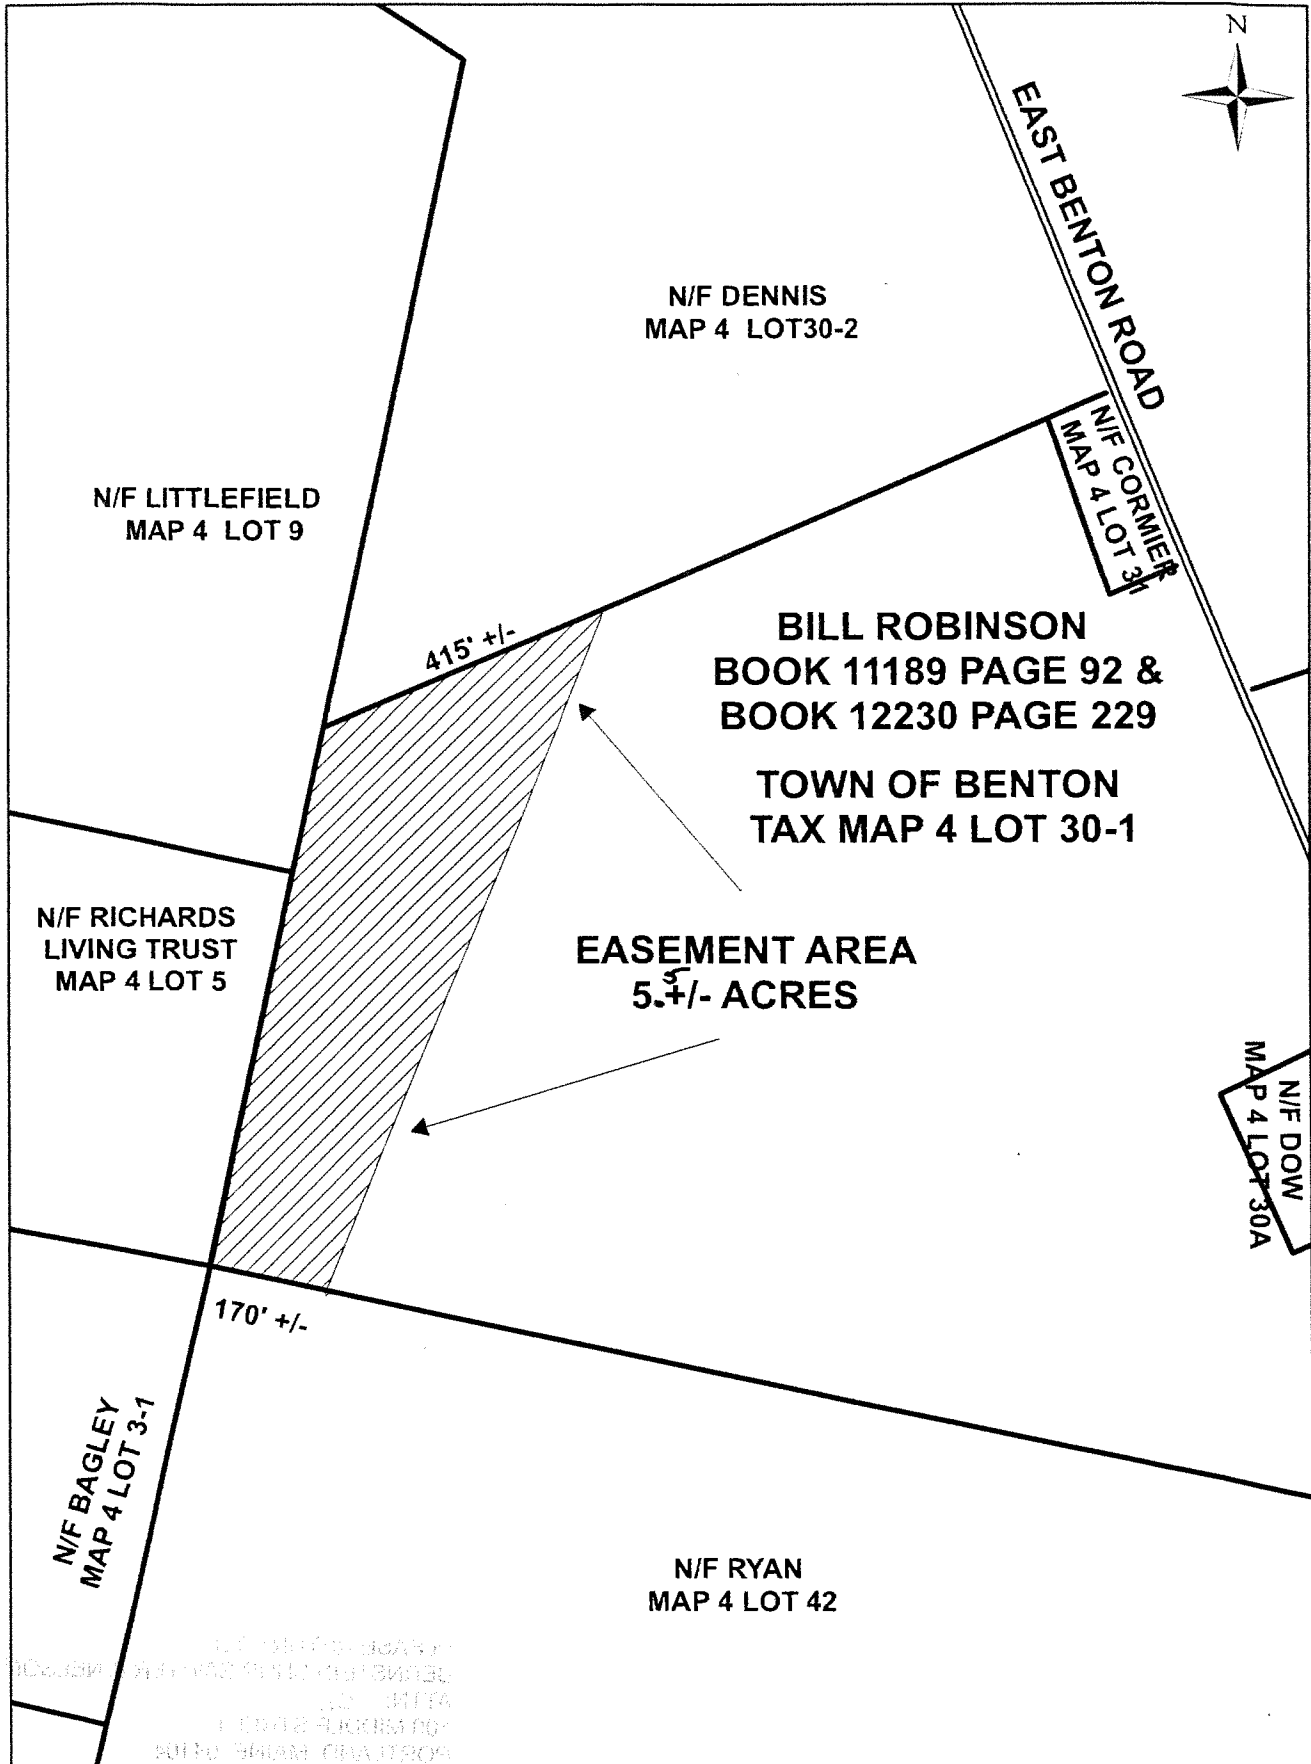 N
EAST BENTON ROAD
N/F DENNIS
MAP 4 LOT30-2
N/F CORMIER
MAP 4 LOT 31
N/F LITTLEFIELD
MAP 4 LOT 9
415' +/-
BILL ROBINSON
BOOK 11189 PAGE 92 &
BOOK 12230 PAGE 229
TOWN OF BENTON
TAX MAP 4 LOT 30-1
N/F RICHARDS
LIVING TRUST
MAP 4 LOT 5
EASEMENT AREA
5.5+/- ACRES
N/F DOW
MAP 4 LOT 30A
170' +/-
N/F BAGLEY
MAP 4 LOT 3-1
N/F RYAN
MAP 4 LOT 42
PORTLAND, MAINE 04104